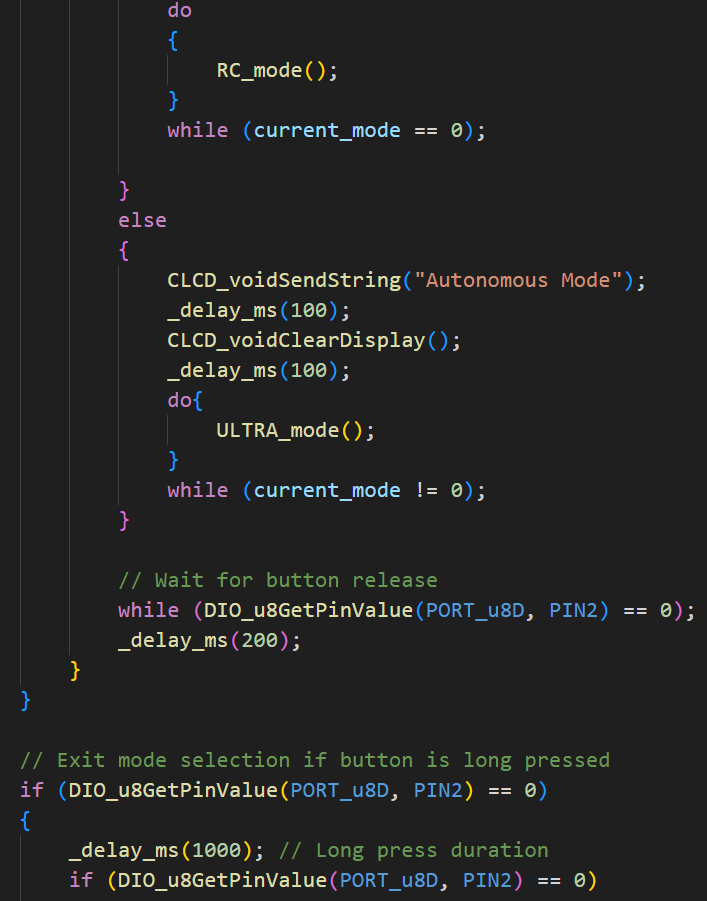 do
{
RC_mode();
}
while (current_mode == 0);
}
else
{
CLCD_voidSendString("Autonomous Mode");
_delay_ms(100);
CLCD_voidClearDisplay();
_delay_ms(100);
do{
ULTRA_mode();
}
while (current_mode != 0);
}
// Wait for button release
while (DIO_u8GetPinValue(PORT_u8D, PIN2) == 0);
_delay_ms(200);
}
}
// Exit mode selection if button is long pressed
if (DIO_u8GetPinValue(PORT_u8D, PIN2) == 0)
{
_delay_ms(1000); // Long press duration
if (DIO_u8GetPinValue(PORT_u8D, PIN2) == 0)